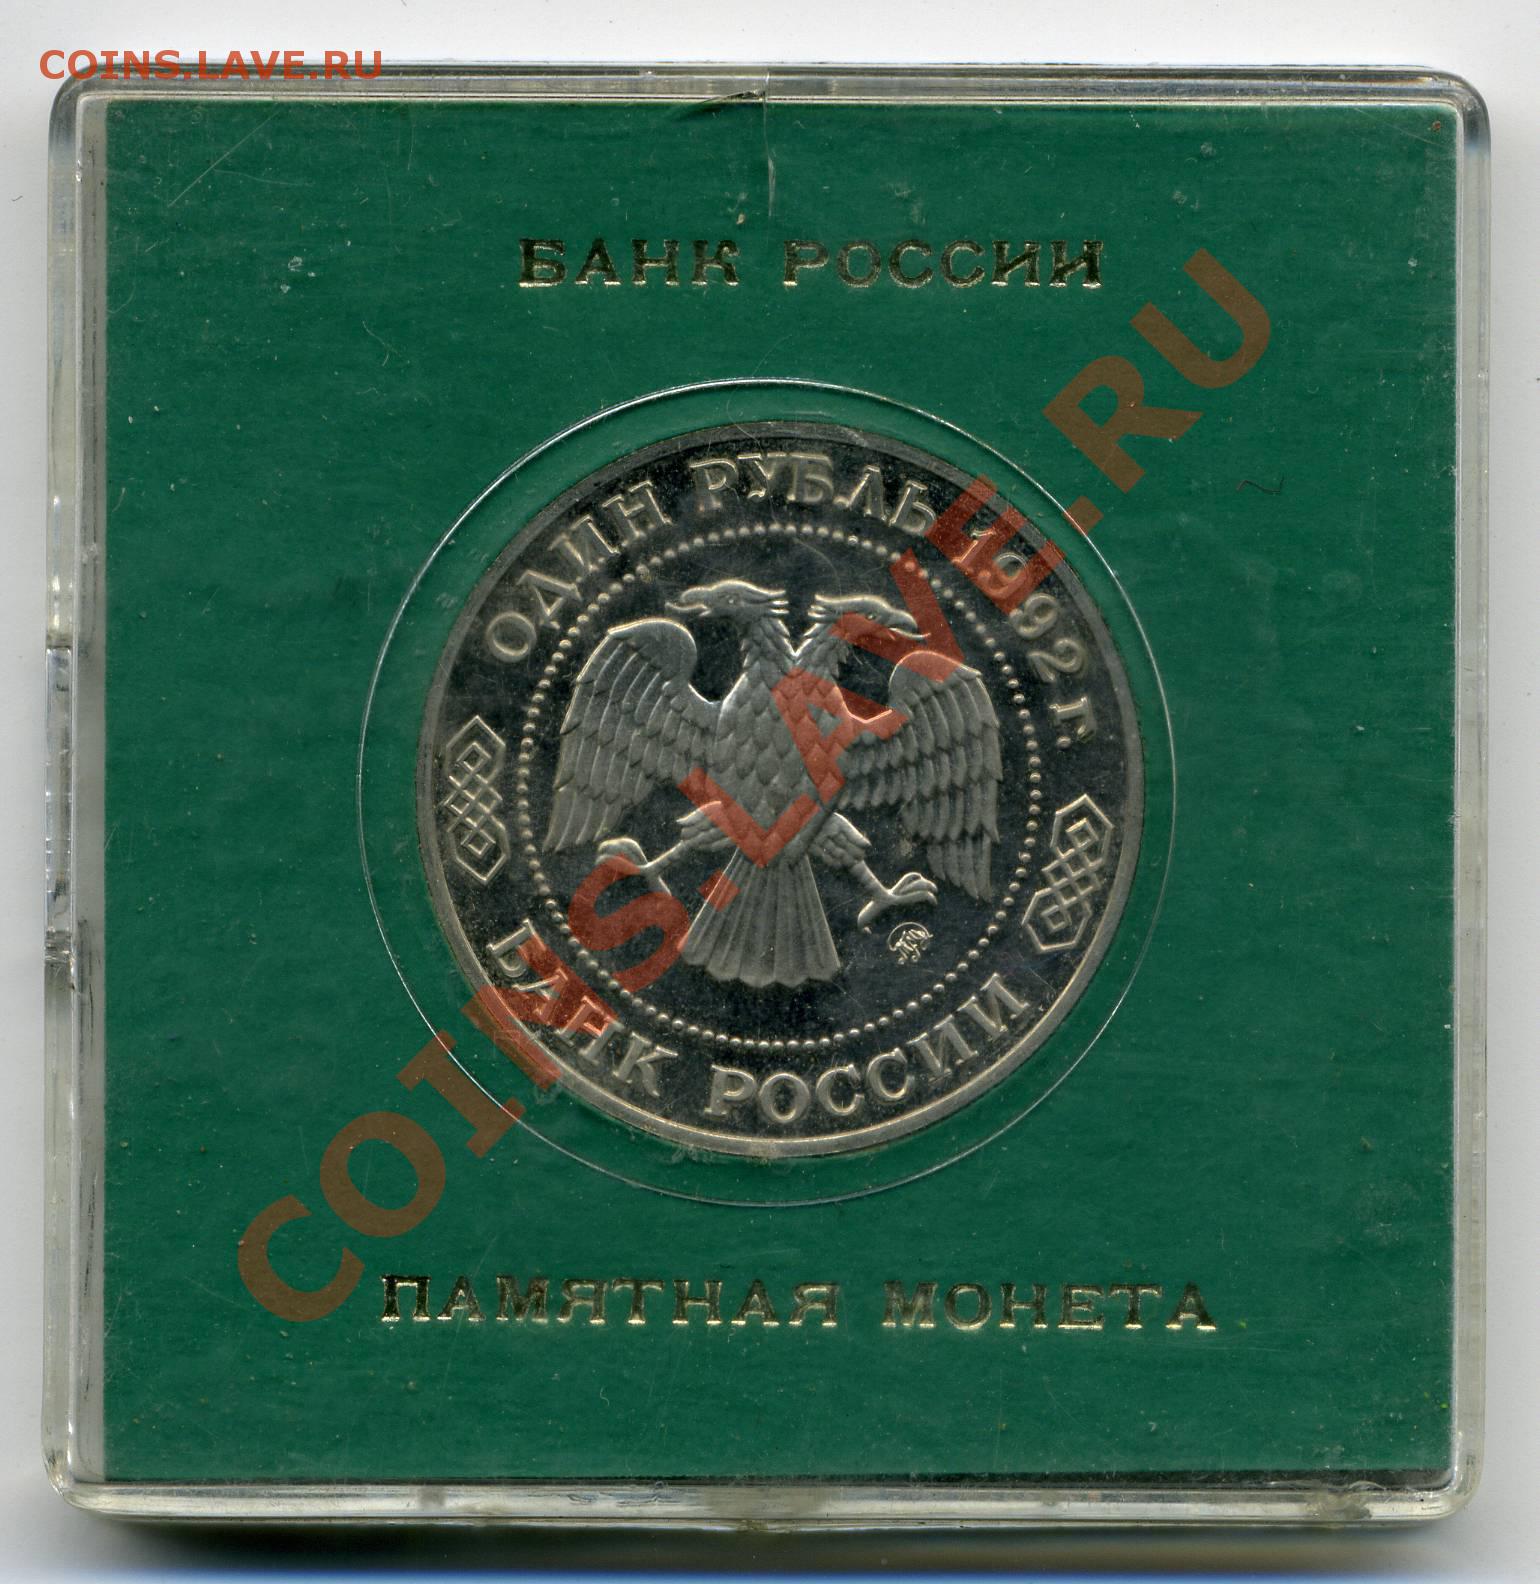 COINS.LAVE.RU
БАНК РОССИИ
ОДИН РУБЛЬ 1992 г.
БАНК РОССИИ
ПАМЯТНАЯ МОНЕТА
COINS.LAVE.RU